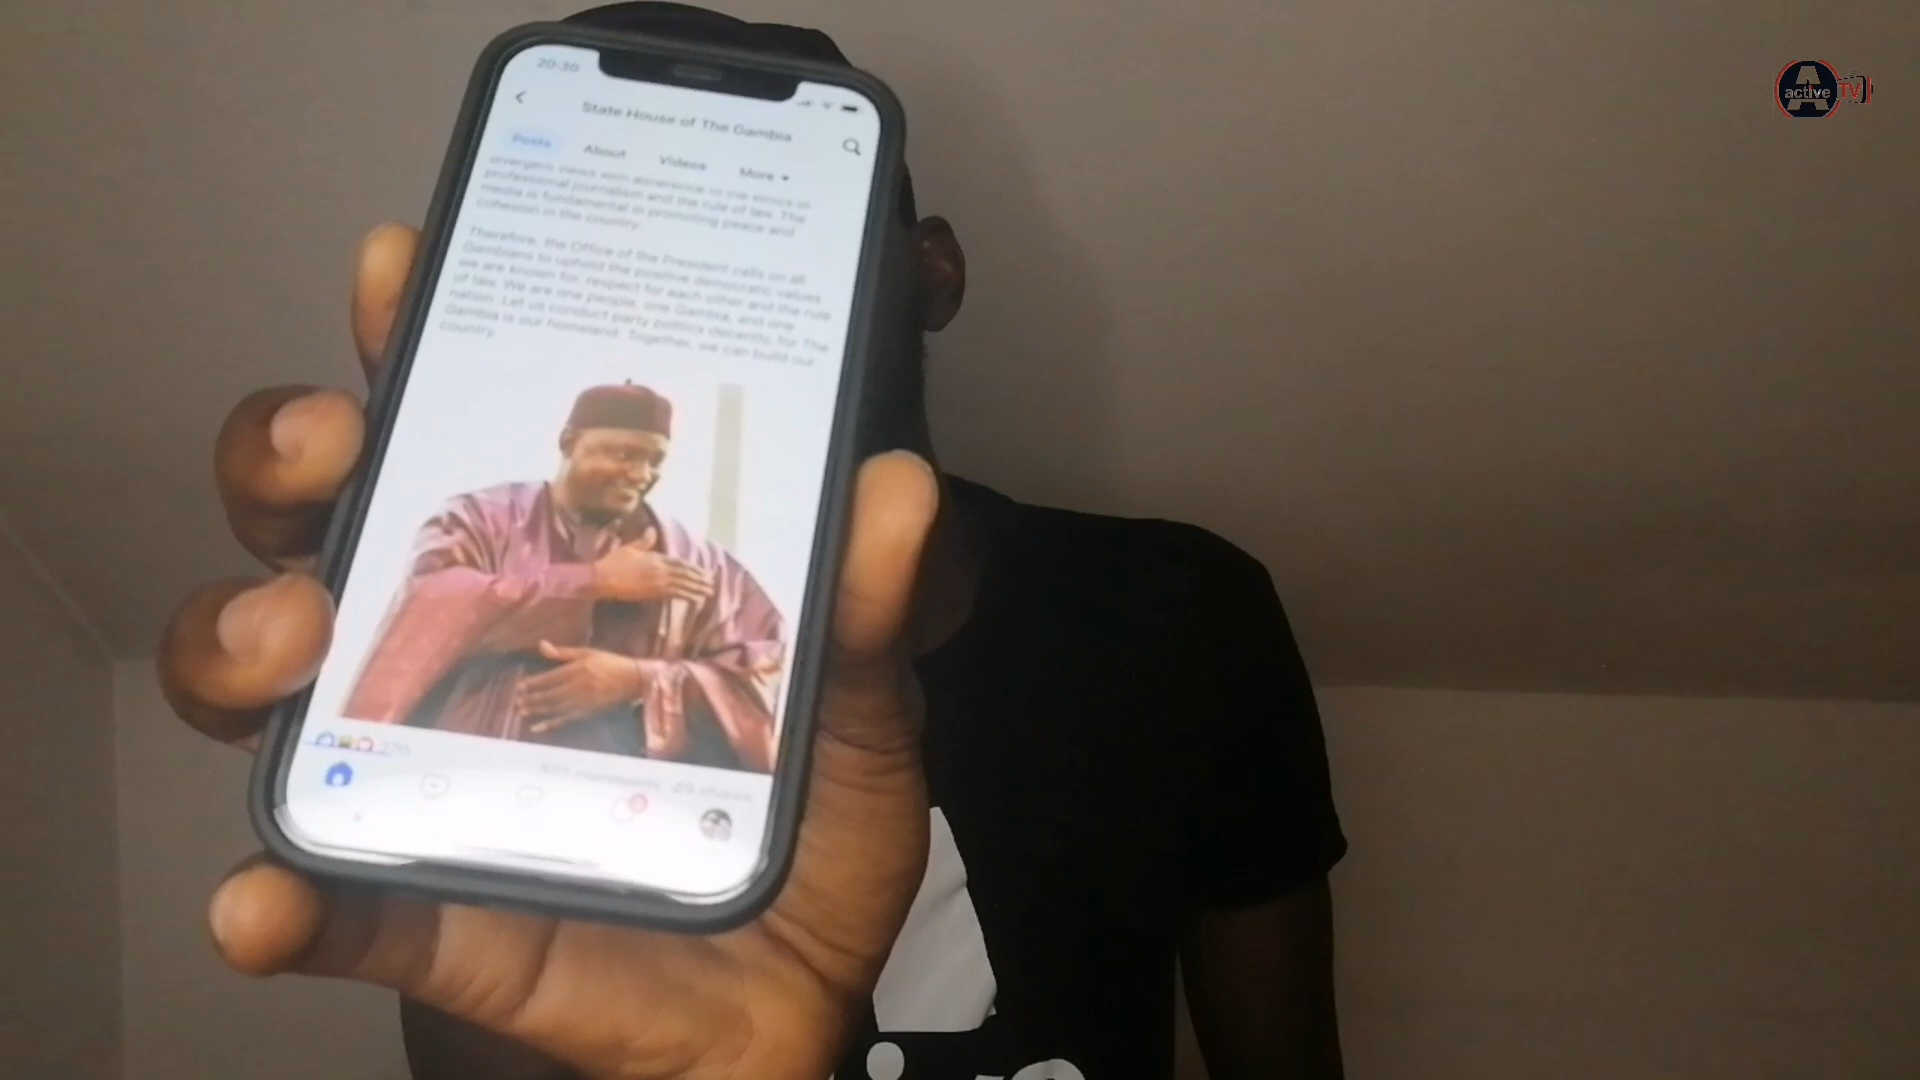 active TV
20:30
State House of The Gambia
Posts About Videos More
divergent views with adherence to the ethics of
professional journalism and the rule of law. The
media is fundamental in promoting peace and
cohesion in the country.
Therefore, the Office of the President calls on all
Gambians to uphold the positive democratic values
we are known for, respect for each other and the rule
of law. We are one people, one Gambia, and one
nation. Let us conduct party politics decently, for The
Gambia is our homeland. Together, we can build our
country.
comments 49 shares